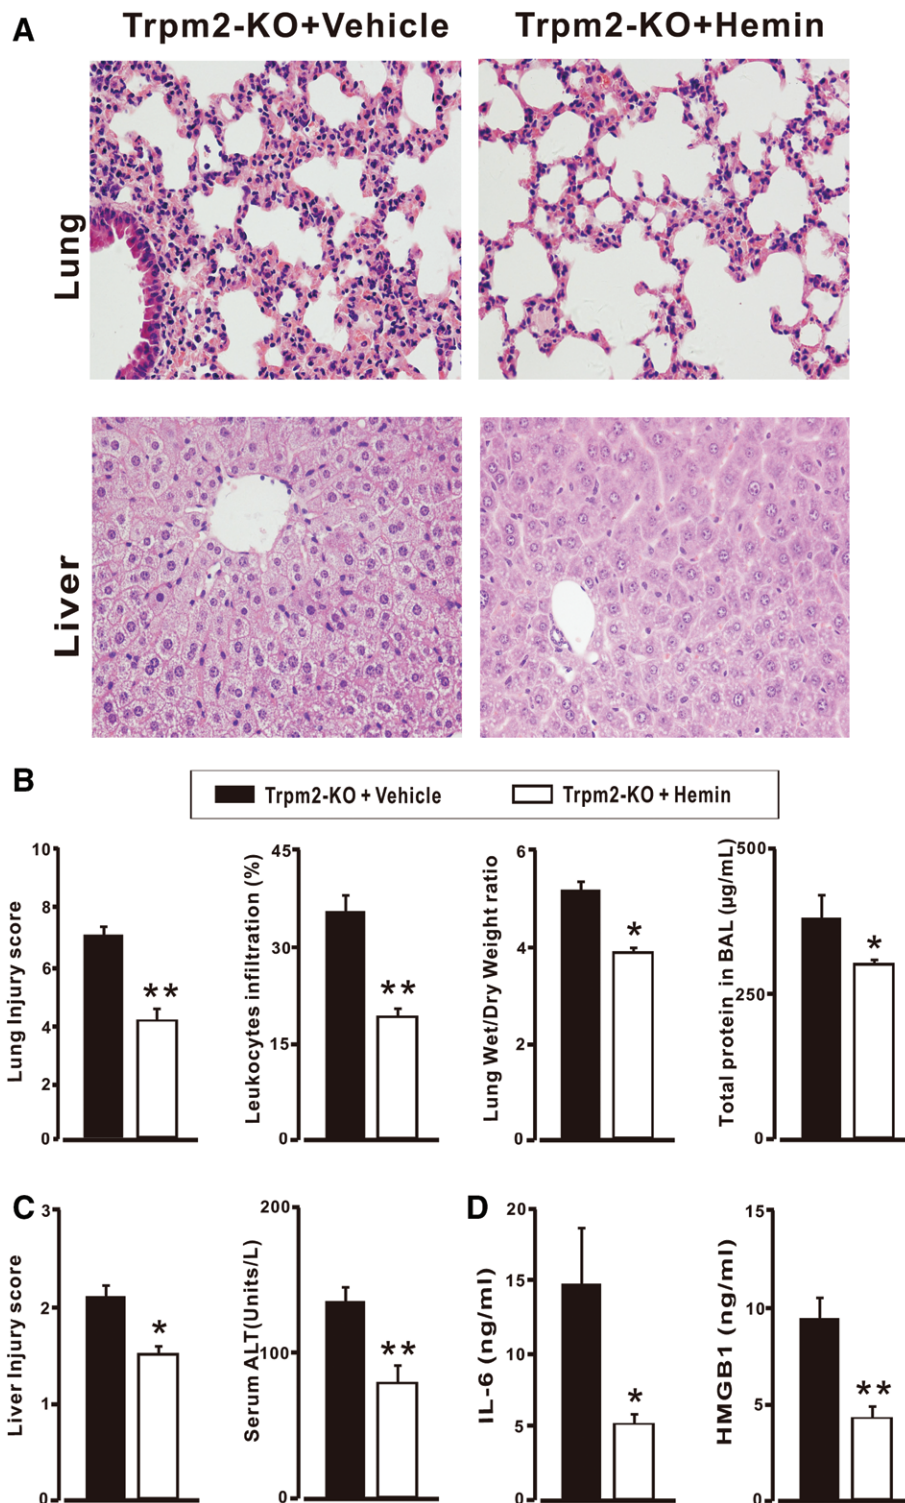 A
Trpm2-KO+Vehicle
Trpm2-KO+Hemin
Lung
Liver
B
Trpm2-KO + Vehicle
Trpm2-KO + Hemin
Lung Injury score
10
8
6
4
2
0
**
Leukocytes infiltration (%)
45
30
15
0
**
Lung Wet/Dry Weight ratio
6
4
2
0
*
Total protein in BAL (µg/mL)
500
250
0
*
C
Liver Injury score
3
2
1
0
*
Serum ALT(Units/L)
200
100
0
**
D
IL-6 (ng/ml)
20
15
10
5
0
*
HMGB1 (ng/ml)
15
10
5
0
**